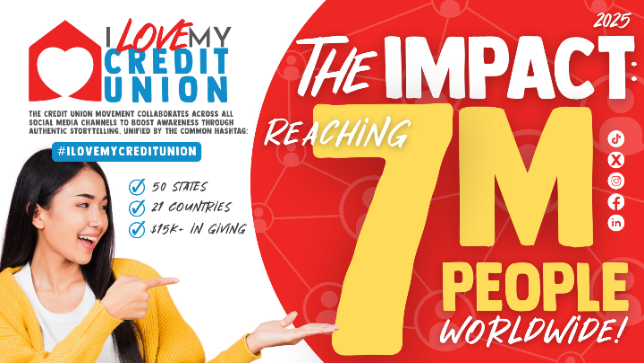 I LOVE MY
CREDIT
UNION
THE CREDIT UNION MOVEMENT COLLABORATES ACROSS ALL
SOCIAL MEDIA CHANNELS TO BOOST AWARENESS THROUGH
AUTHENTIC STORYTELLING, UNIFIED BY THE COMMON HASHTAG:
#ILOVEMYCREDITUNION
50 STATES
21 COUNTRIES
$15K+ IN GIVING
2025
THE IMPACT:
REACHING
7M
PEOPLE
WORLDWIDE!